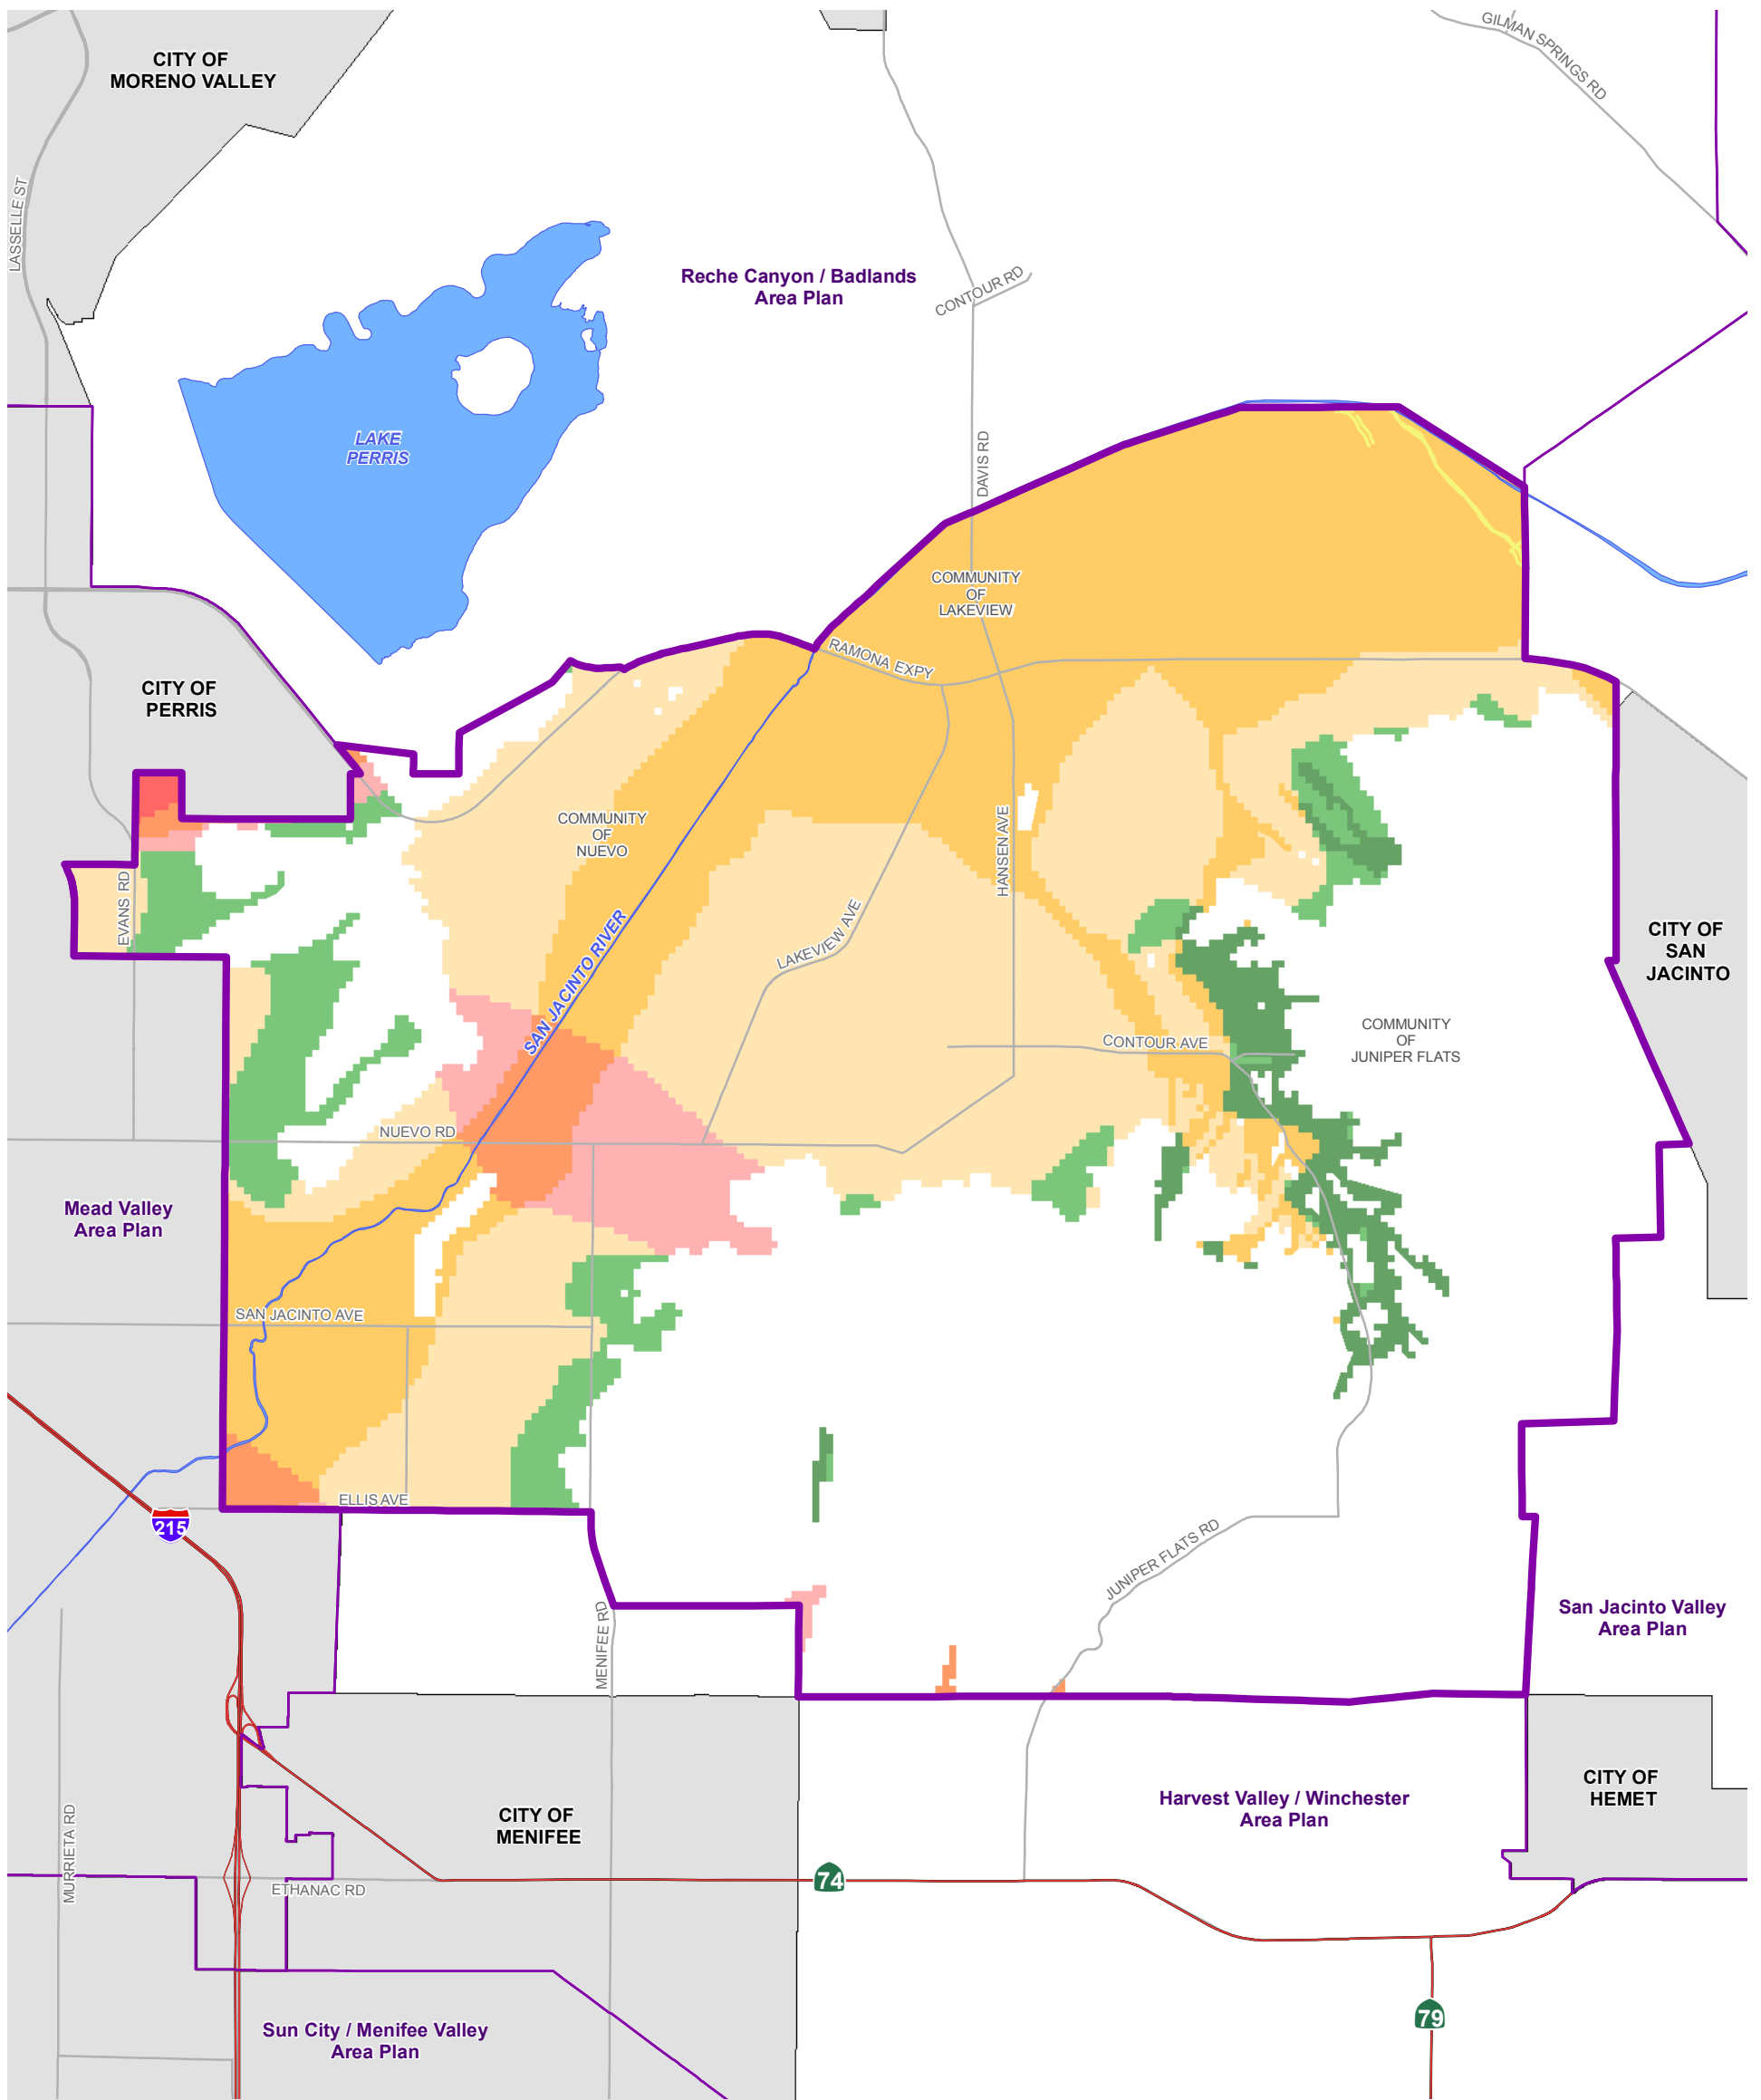 CITY OF
MORENO VALLEY
GILMAN SPRINGS RD
LASSELLE ST
Reche Canyon / Badlands
Area Plan
CONTOUR RD
LAKE
PERRIS
DAVIS RD
COMMUNITY
OF
LAKEVIEW
RAMONA EXPY
CITY OF
PERRIS
COMMUNITY
OF
NUEVO
HANSEN AVE
EVANS RD
LAKEVIEW AVE
SAN JACINTO RIVER
CITY OF
SAN
JACINTO
COMMUNITY
OF
JUNIPER FLATS
CONTOUR AVE
NUEVO RD
Mead Valley
Area Plan
SAN JACINTO AVE
ELLIS AVE
215
JUNIPER FLATS RD
MENIFEE RD
San Jacinto Valley
Area Plan
CITY OF
HEMET
Harvest Valley / Winchester
Area Plan
CITY OF
MENIFEE
MURRIETA RD
ETHANAC RD
74
79
Sun City / Menifee Valley
Area Plan